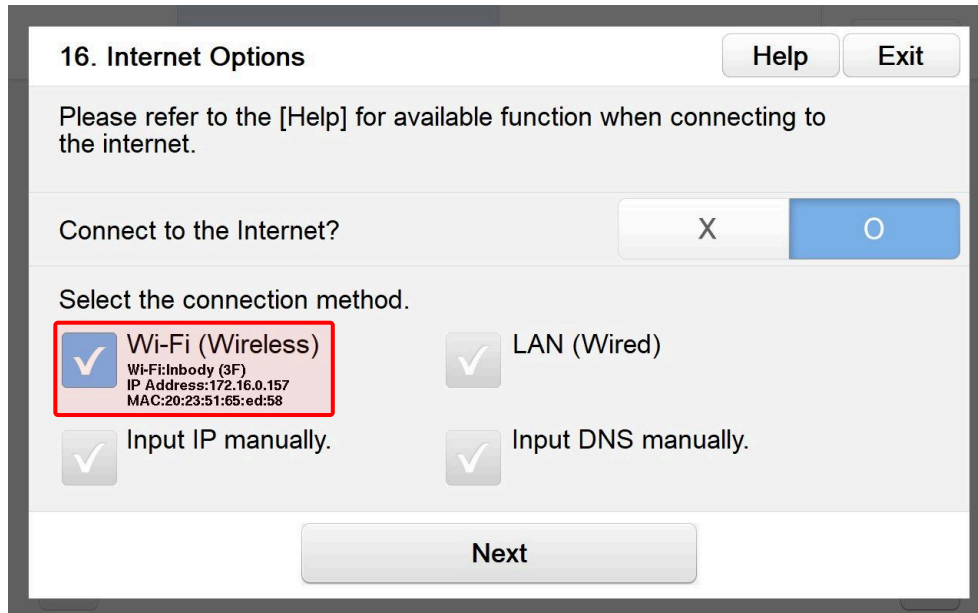 16. Internet Options
Help
Exit
Please refer to the [Help] for available function when connecting to
the internet.
Connect to the Internet?
X
O
Select the connection method.
Wi-Fi (Wireless)
Wi-Fi:Inbody (3F)
IP Address:172.16.0.157
MAC:20:23:51:65:ed:58
LAN (Wired)
Input IP manually.
Input DNS manually.
Next